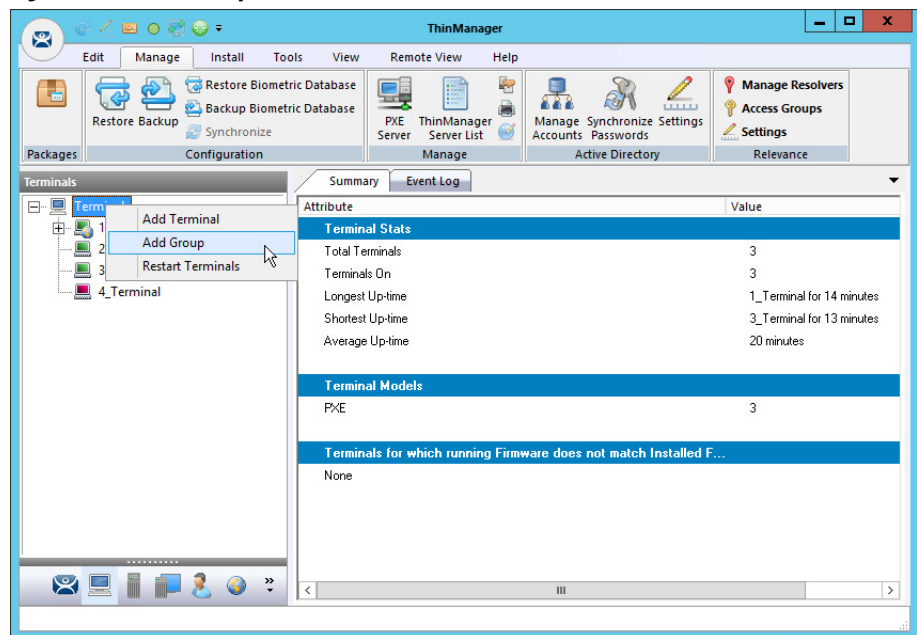 ThinManager
Edit Manage Install Tools View Remote View Help
Restore Biometric Database
Backup Biometric Database
Synchronize
Restore Backup
PXE Server
ThinManager Server List
Manage Accounts
Synchronize Passwords
Settings
Manage Resolvers
Access Groups
Settings
Packages Configuration Manage Active Directory Relevance
Terminals
Summary Event Log
Attribute Value
Add Terminal
Add Group
Restart Terminals
1
2
3
4_Terminal
Terminal Stats
Total Terminals 3
Terminals On 3
Longest Up-time 1_Terminal for 14 minutes
Shortest Up-time 3_Terminal for 13 minutes
Average Up-time 20 minutes
Terminal Models
PXE 3
Terminals for which running Firmware does not match Installed F...
None